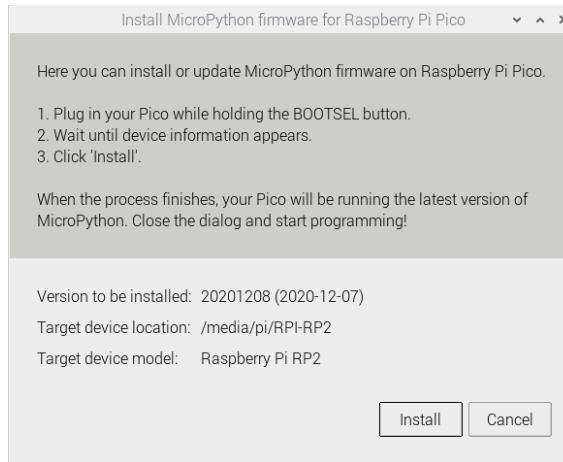 Install MicroPython firmware for Raspberry Pi Pico
Here you can install or update MicroPython firmware on Raspberry Pi Pico.
1. Plug in your Pico while holding the BOOTSEL button.
2. Wait until device information appears.
3. Click 'Install'.
When the process finishes, your Pico will be running the latest version of
MicroPython. Close the dialog and start programming!
Version to be installed: 20201208 (2020-12-07)
Target device location: /media/pi/RPI-RP2
Target device model: Raspberry Pi RP2
Install Cancel